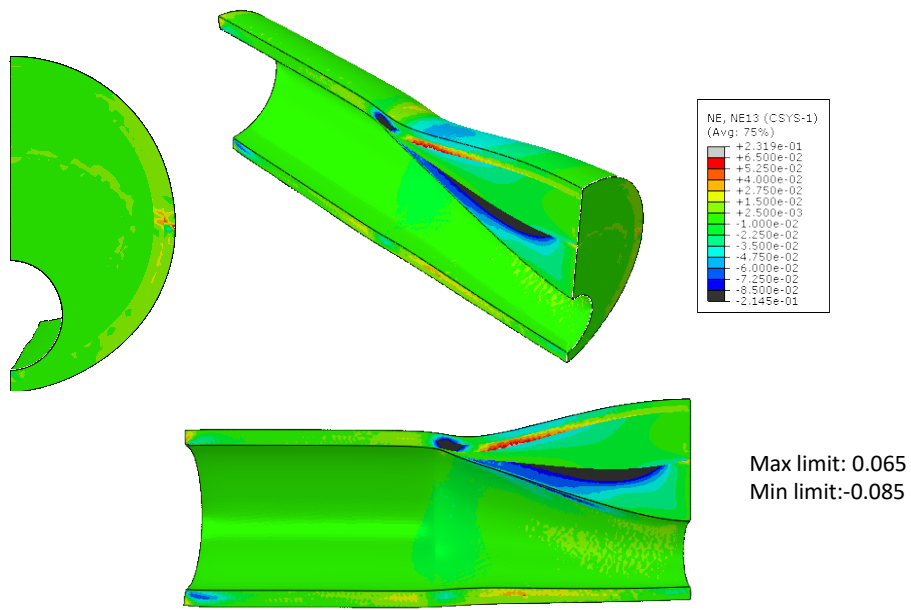 NE, NE13 (CSYS-1)
(Avg: 75%)
+2.319e-01
+6.500e-02
+5.250e-02
+4.000e-02
+2.750e-02
+1.500e-02
+2.500e-03
-1.000e-02
-2.250e-02
-3.500e-02
-4.750e-02
-6.000e-02
-7.250e-02
-8.500e-02
-2.145e-01
Max limit: 0.065
Min limit:-0.085